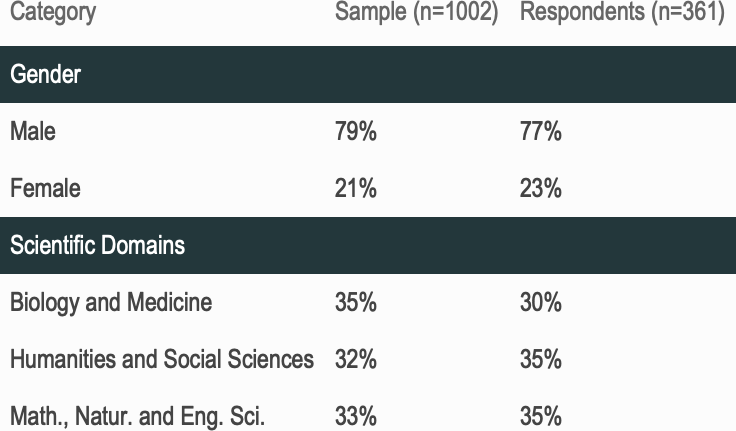 Category Sample (n=1002) Respondents (n=361)
Gender
Male 79% 77%
Female 21% 23%
Scientific Domains
Biology and Medicine 35% 30%
Humanities and Social Sciences 32% 35%
Math., Natur. and Eng. Sci. 33% 35%